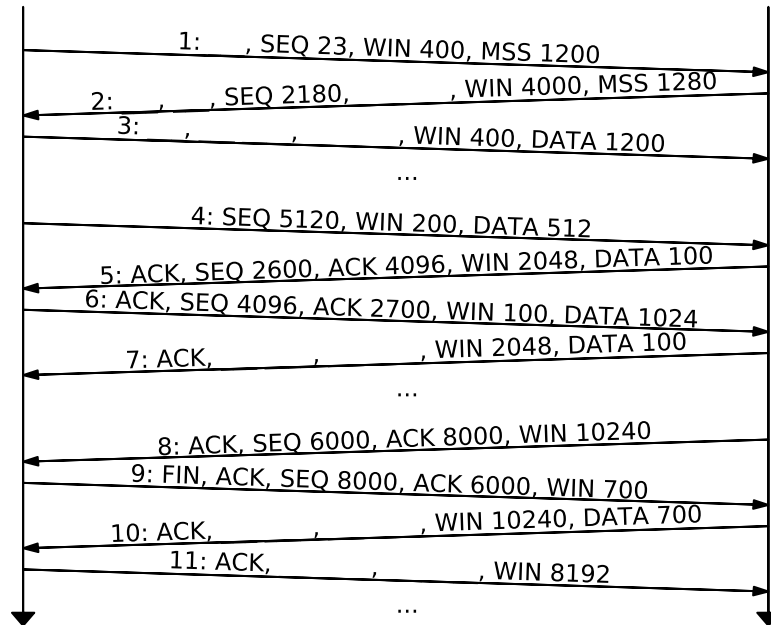 1:      , SEQ 23, WIN 400, MSS 1200
2:      ,      , SEQ 2180,            , WIN 4000, MSS 1280
3:      ,            ,            , WIN 400, DATA 1200
...
4: SEQ 5120, WIN 200, DATA 512
5: ACK, SEQ 2600, ACK 4096, WIN 2048, DATA 100
6: ACK, SEQ 4096, ACK 2700, WIN 100, DATA 1024
7: ACK,            ,            , WIN 2048, DATA 100
...
8: ACK, SEQ 6000, ACK 8000, WIN 10240
9: FIN, ACK, SEQ 8000, ACK 6000, WIN 700
10: ACK,            ,            , WIN 10240, DATA 700
11: ACK,            ,            , WIN 8192
...